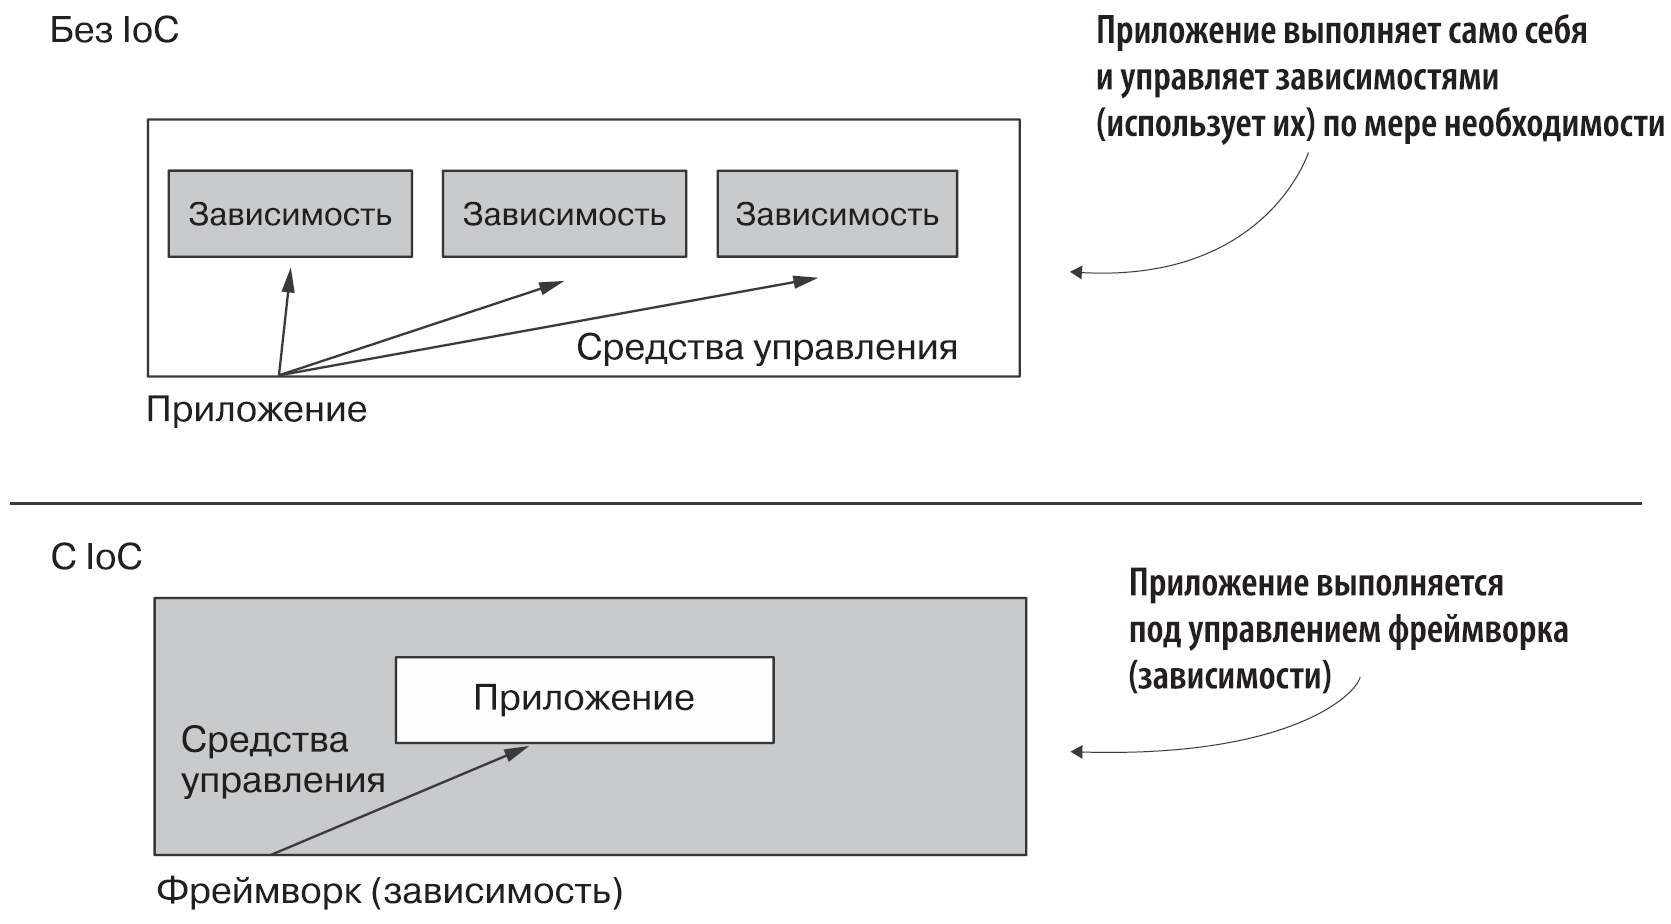 Без IoC
Приложение выполняет само себя
и управляет зависимостями
(использует их) по мере необходимости
Зависимость
Зависимость
Зависимость
Средства управления
Приложение
С IoC
Приложение выполняется
под управлением фреймворка
(зависимости)
Приложение
Средства
управления
Фреймворк (зависимость)